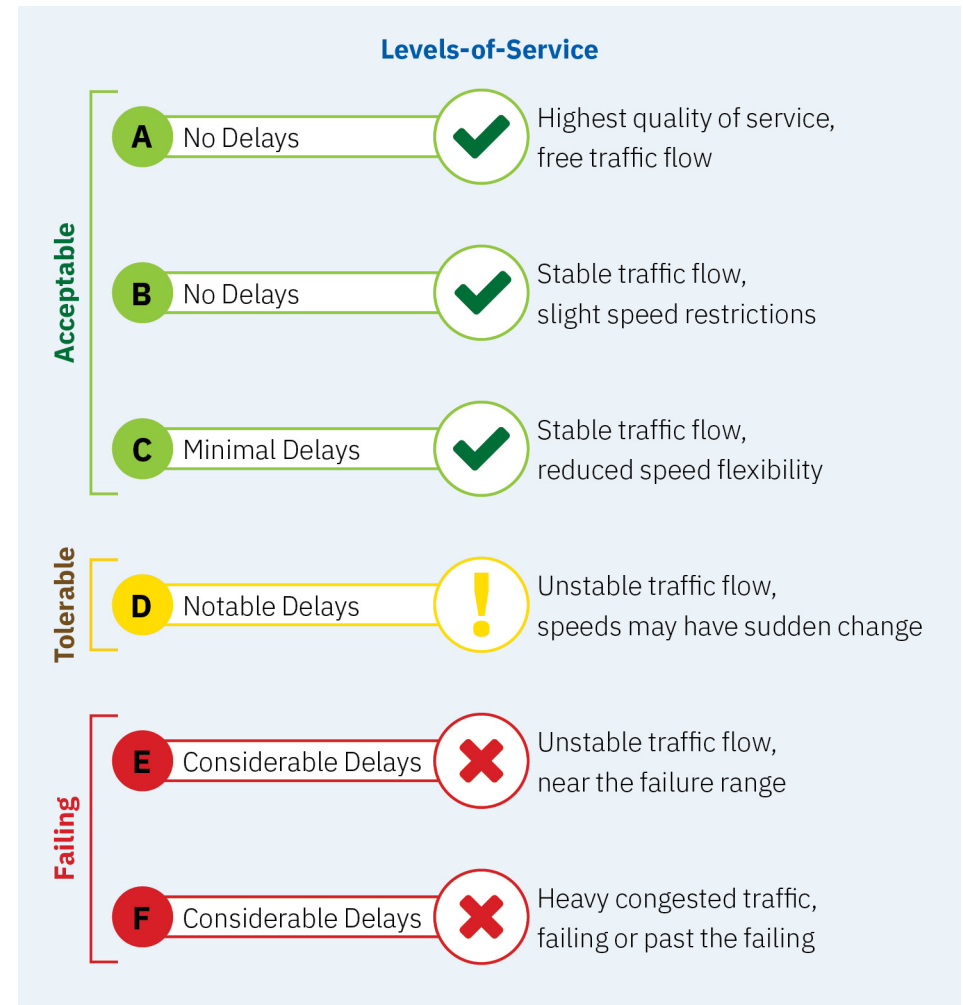 Levels-of-Service
Acceptable
A
No Delays
Highest quality of service,
free traffic flow
B
No Delays
Stable traffic flow,
slight speed restrictions
C
Minimal Delays
Stable traffic flow,
reduced speed flexibility
Tolerable
D
Notable Delays
!
Unstable traffic flow,
speeds may have sudden change
Failing
E
Considerable Delays
Unstable traffic flow,
near the failure range
F
Considerable Delays
Heavy congested traffic,
failing or past the failing